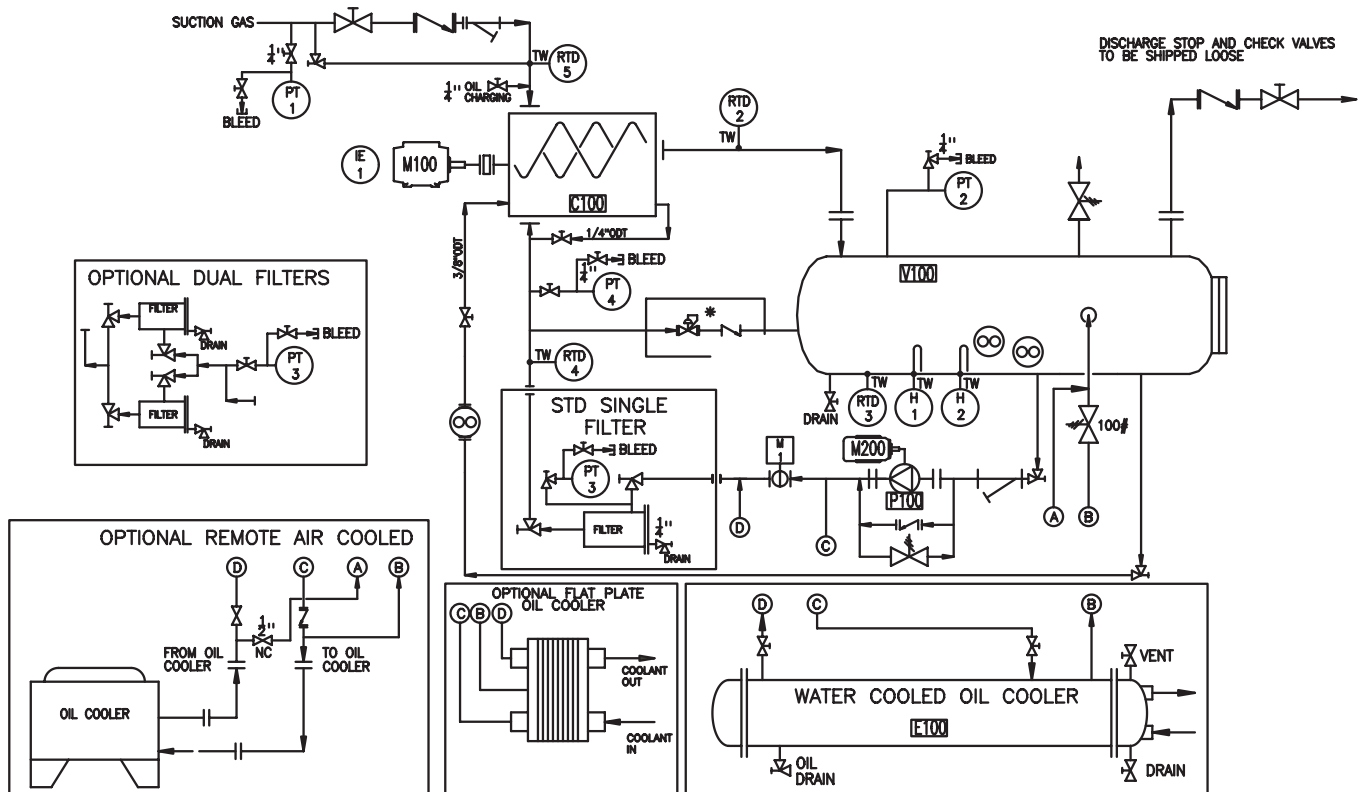 SUCTION GAS
DISCHARGE STOP AND CHECK VALVES
TO BE SHIPPED LOOSE
1/4"
TW
RTD
5
PT
1
BLEED
1/4" OIL
CHARGING
RTD
2
TW
IE
1
M100
C100
1/4"
BLEED
PT
2
3/8"ODT
1/4"ODT
V100
OPTIONAL DUAL FILTERS
FILTER
DRAIN
BLEED
PT
3
FILTER
DRAIN
1/4"
BLEED
PT
4
*
TW
RTD
4
TW
TW
TW
DRAIN
RTD
3
H
1
H
2
100#
STD SINGLE
FILTER
BLEED
PT
3
FILTER
1/4"
DRAIN
M
1
M200
P100
D
C
A
B
OPTIONAL REMOTE AIR COOLED
D
C
A
B
1/2"
NC
FROM OIL
COOLER
TO OIL
COOLER
OIL COOLER
OPTIONAL FLAT PLATE
OIL COOLER
C
B
D
COOLANT
OUT
COOLANT
IN
D
C
B
VENT
WATER COOLED OIL COOLER
E100
OIL
DRAIN
DRAIN